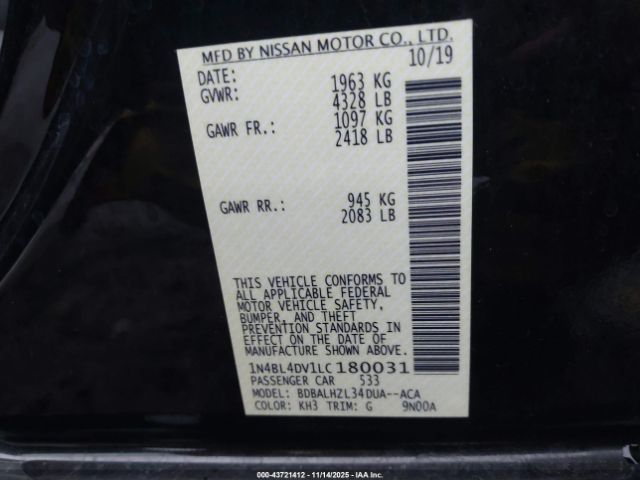 MFD BY NISSAN MOTOR CO., LTD.
DATE: 10/19
GVWR: 1963 KG
4328 LB
GAWR FR.: 1097 KG
2418 LB
GAWR RR.: 945 KG
2083 LB
THIS VEHICLE CONFORMS TO
ALL APPLICABLE FEDERAL
MOTOR VEHICLE SAFETY,
BUMPER, AND THEFT
PREVENTION STANDARDS IN
EFFECT ON THE DATE OF
MANUFACTURE SHOWN ABOVE.
1N4BL4DV1LC180031
PASSENGER CAR 533
MODEL: BDBALHZL34DUA--ACA
COLOR: KH3 TRIM: G 9N00A
000-43721412 - 11/14/2025 - IAAI.COM